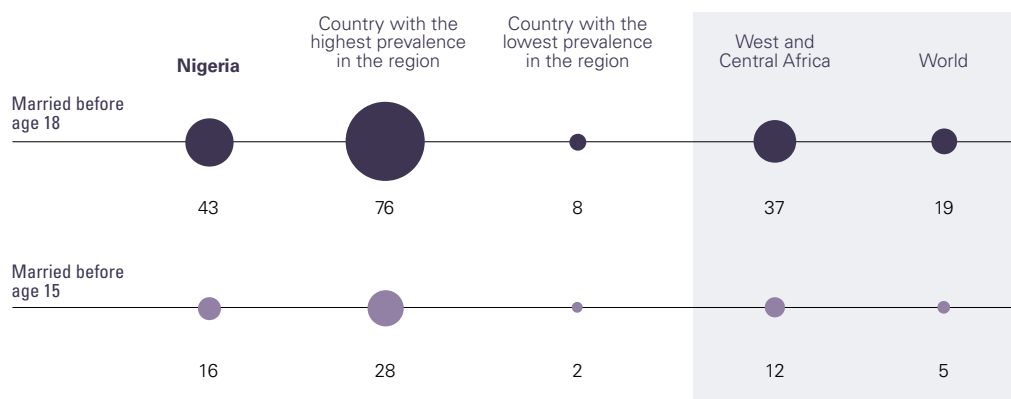 Nigeria
Country with the
highest prevalence
in the region
Country with the
lowest prevalence
in the region
West and
Central Africa
World
Married before
age 18
43
76
8
37
19
Married before
age 15
16
28
2
12
5